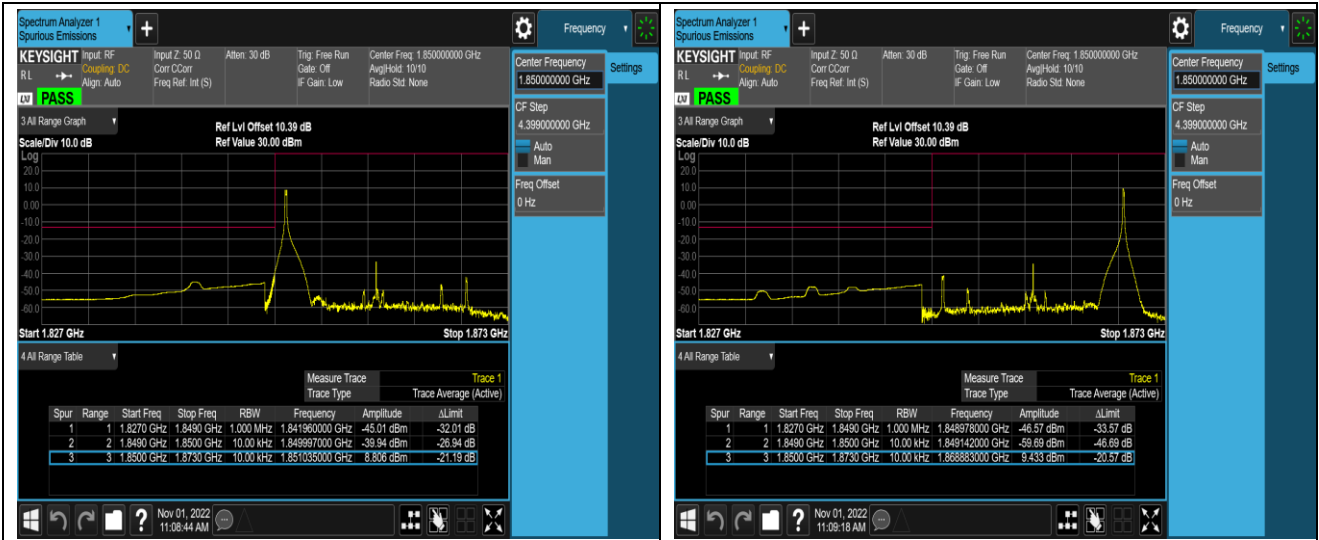 Spectrum Analyzer 1
Spurious Emissions
Frequency
KEYSIGHT Input: RF Input Z: 50 Ω Atten: 30 dB Trig: Free Run Center Freq: 1.850000000 GHz
Coupling: DC Corr CCorr Gate: Off Avg|Hold: 10/10
RL Align: Auto Freq Ref: Int (S) IF Gain: Low Radio Std: None
LXI PASS
Center Frequency
1.850000000 GHz
Settings
CF Step
4.399000000 GHz
Auto
Man
Freq Offset
0 Hz
3 All Range Graph
Ref Lvl Offset 10.39 dB
Scale/Div 10.0 dB Ref Value 30.00 dBm
Log
20.0
10.0
0.00
-10.0
-20.0
-30.0
-40.0
-50.0
-60.0
Start 1.827 GHz Stop 1.873 GHz
4 All Range Table
Measure Trace Trace 1
Trace Type Trace Average (Active)
Spur Range Start Freq Stop Freq RBW Frequency Amplitude ΔLimit
1 1 1.8270 GHz 1.8490 GHz 1.000 MHz 1.841960000 GHz -45.01 dBm -32.01 dB
2 2 1.8490 GHz 1.8500 GHz 10.00 kHz 1.849997000 GHz -39.94 dBm -26.94 dB
3 3 1.8500 GHz 1.8730 GHz 10.00 kHz 1.851035000 GHz 8.806 dBm -21.19 dB
Nov 01, 2022
11:08:44 AM
Spectrum Analyzer 1
Spurious Emissions
Frequency
KEYSIGHT Input: RF Input Z: 50 Ω Atten: 30 dB Trig: Free Run Center Freq: 1.850000000 GHz
Coupling: DC Corr CCorr Gate: Off Avg|Hold: 10/10
RL Align: Auto Freq Ref: Int (S) IF Gain: Low Radio Std: None
LXI PASS
Center Frequency
1.850000000 GHz
Settings
CF Step
4.399000000 GHz
Auto
Man
Freq Offset
0 Hz
3 All Range Graph
Ref Lvl Offset 10.39 dB
Scale/Div 10.0 dB Ref Value 30.00 dBm
Log
20.0
10.0
0.00
-10.0
-20.0
-30.0
-40.0
-50.0
-60.0
Start 1.827 GHz Stop 1.873 GHz
4 All Range Table
Measure Trace Trace 1
Trace Type Trace Average (Active)
Spur Range Start Freq Stop Freq RBW Frequency Amplitude ΔLimit
1 1 1.8270 GHz 1.8490 GHz 1.000 MHz 1.848978000 GHz -46.57 dBm -33.57 dB
2 2 1.8490 GHz 1.8500 GHz 10.00 kHz 1.849142000 GHz -59.69 dBm -46.69 dB
3 3 1.8500 GHz 1.8730 GHz 10.00 kHz 1.868883000 GHz 9.433 dBm -20.57 dB
Nov 01, 2022
11:09:18 AM